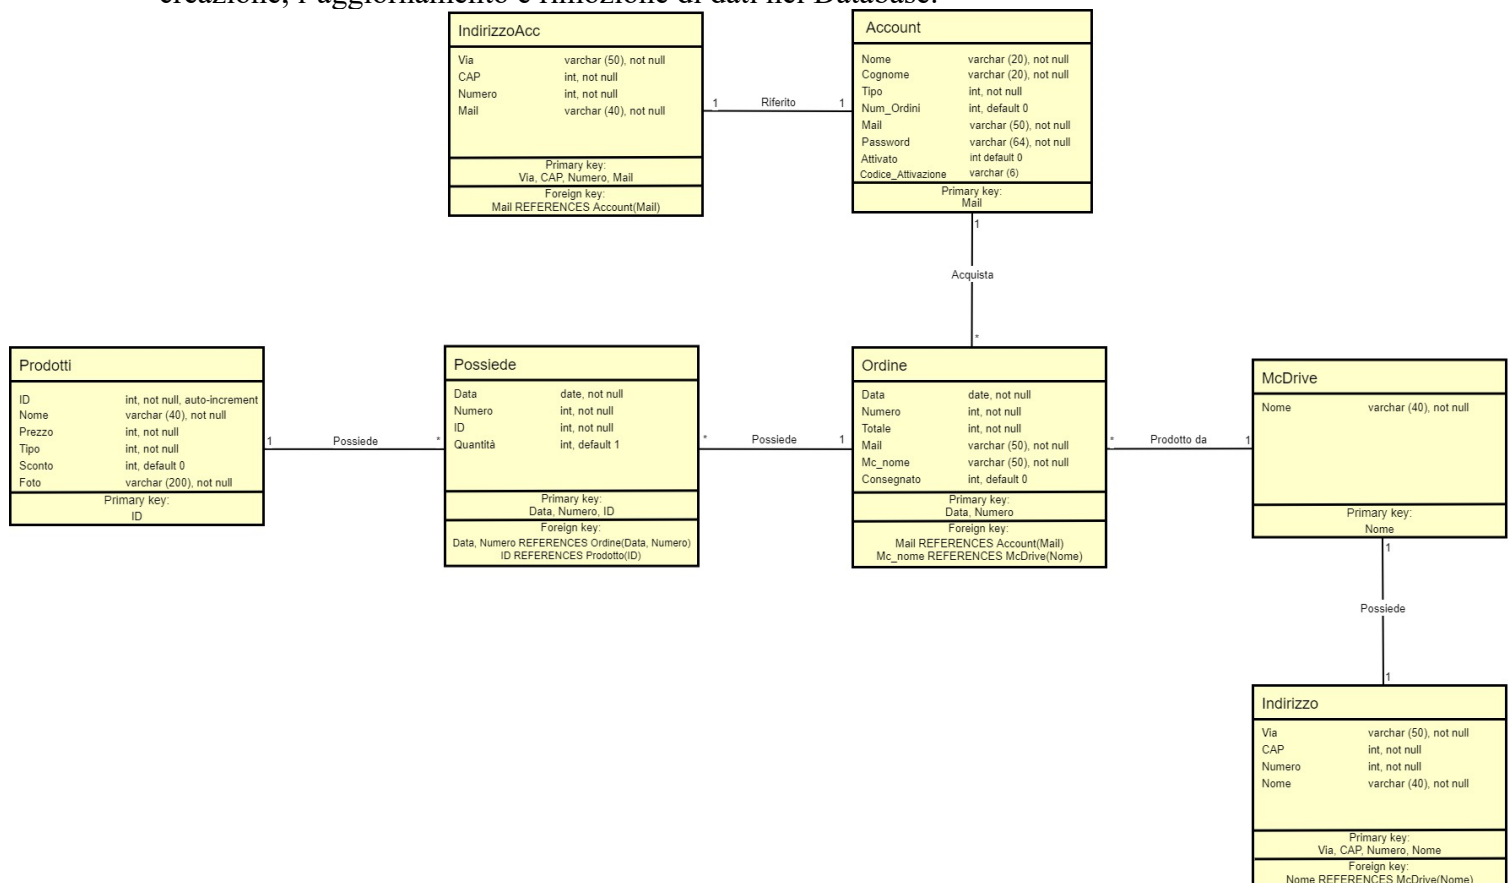 creazione, l'aggiornamento e rimozione di dati nel Database.
IndirizzoAcc
Via varchar (50), not null
CAP int, not null
Numero int, not null
Mail varchar (40), not null
Primary key:
Via, CAP, Numero, Mail
Foreign key:
Mail REFERENCES Account(Mail)
1 Riferito 1
Account
Nome varchar (20), not null
Cognome varchar (20), not null
Tipo int, not null
Num_Ordini int, default 0
Mail varchar (50), not null
Password varchar (64), not null
Attivato int default 0
Codice_Attivazione varchar (6)
Primary key:
Mail
1
Acquista
*
Prodotti
ID int, not null, auto-increment
Nome varchar (40), not null
Prezzo int, not null
Tipo int, not null
Sconto int, default 0
Foto varchar (200), not null
Primary key:
ID
1 Possiede *
Possiede
Data date, not null
Numero int, not null
ID int, not null
Quantità int, default 1
Primary key:
Data, Numero, ID
Foreign key:
Data, Numero REFERENCES Ordine(Data, Numero)
ID REFERENCES Prodotto(ID)
* Possiede 1
Ordine
Data date, not null
Numero int, not null
Totale int, not null
Mail varchar (50), not null
Mc_nome varchar (50), not null
Consegnato int, default 0
Primary key:
Data, Numero
Foreign key:
Mail REFERENCES Account(Mail)
Mc_nome REFERENCES McDrive(Nome)
* Prodotto da 1
McDrive
Nome varchar (40), not null
Primary key:
Nome
1
Possiede
1
Indirizzo
Via varchar (50), not null
CAP int, not null
Numero int, not null
Nome varchar (40), not null
Primary key:
Via, CAP, Numero, Nome
Foreign key:
Nome REFERENCES McDrive(Nome)